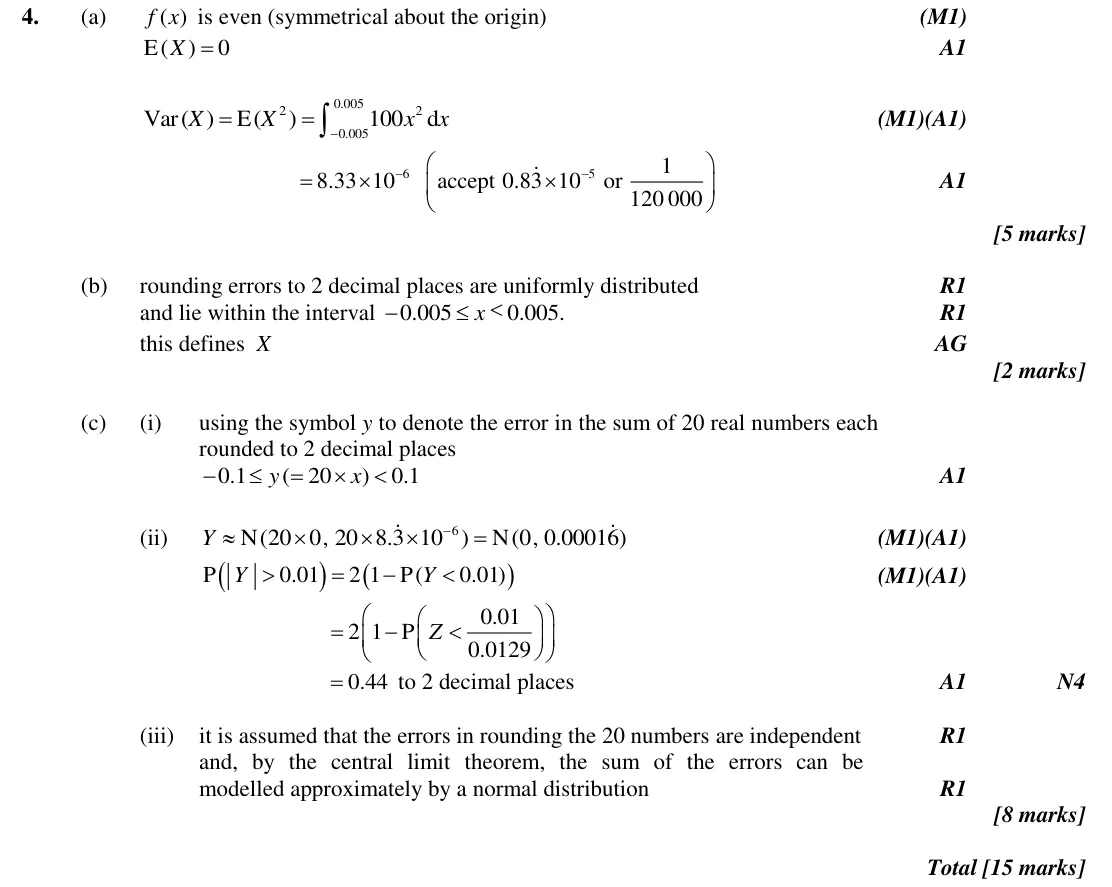 4. (a) f(x) is even (symmetrical about the origin) (M1)
E(X) = 0 A1
Var(X) = E(X²) = ∫_{−0.005}^{0.005} 100x² dx (M1)(A1)
= 8.33×10⁻⁶ (accept 0.83̇×10⁻⁵ or 1/120 000) A1
[5 marks]
(b) rounding errors to 2 decimal places are uniformly distributed R1
and lie within the interval −0.005 ≤ x < 0.005. R1
this defines X AG
[2 marks]
(c) (i) using the symbol y to denote the error in the sum of 20 real numbers each
rounded to 2 decimal places
−0.1 ≤ y(= 20 × x) < 0.1 A1
(ii) Y ≈ N(20×0, 20×8.3̇×10⁻⁶) = N(0, 0.00016̇) (M1)(A1)
P(|Y| > 0.01) = 2(1 − P(Y < 0.01)) (M1)(A1)
= 2(1 − P(Z < 0.01/0.0129))
= 0.44 to 2 decimal places A1 N4
(iii) it is assumed that the errors in rounding the 20 numbers are independent R1
and, by the central limit theorem, the sum of the errors can be
modelled approximately by a normal distribution R1
[8 marks]
Total [15 marks]